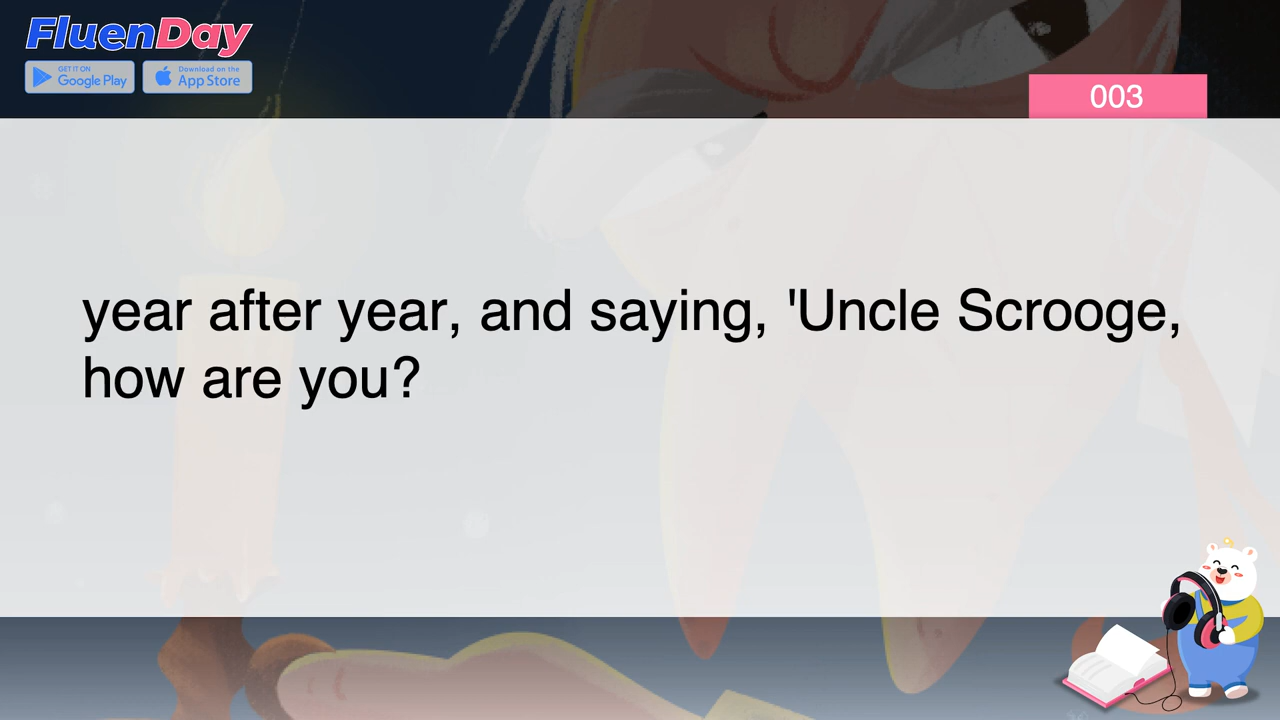 FluenDay
GET IT ON
Google Play
Download on the
App Store
003
year after year, and saying, 'Uncle Scrooge,
how are you?